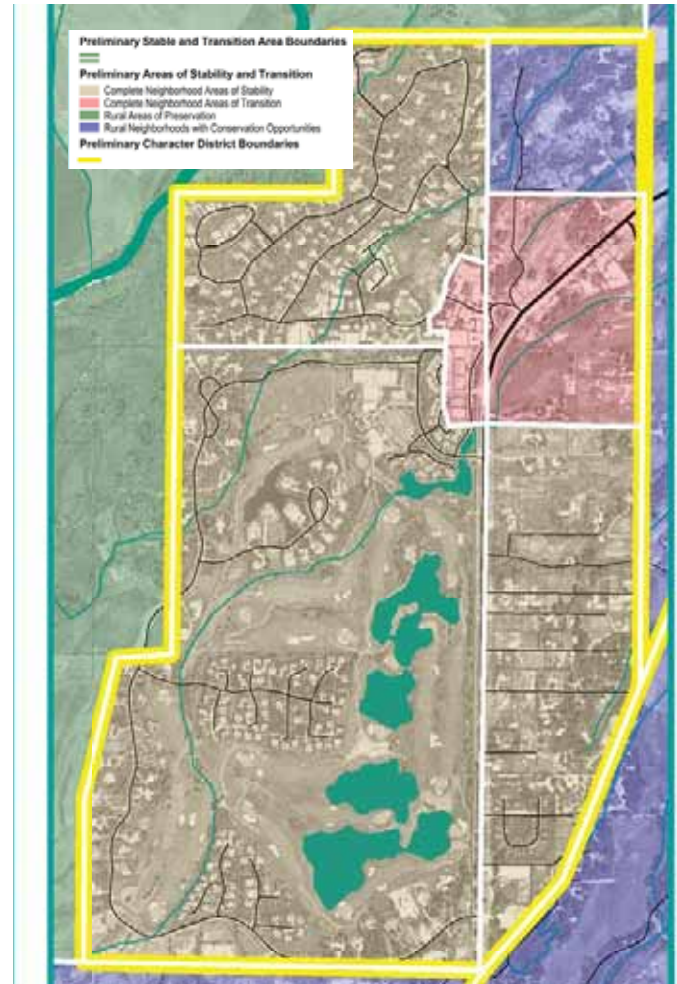 Preliminary Stable and Transition Area Boundaries
Preliminary Areas of Stability and Transition
Complete Neighborhood Areas of Stability
Complete Neighborhood Areas of Transition
Rural Areas of Preservation
Rural Neighborhoods with Conservation Opportunities
Preliminary Character District Boundaries